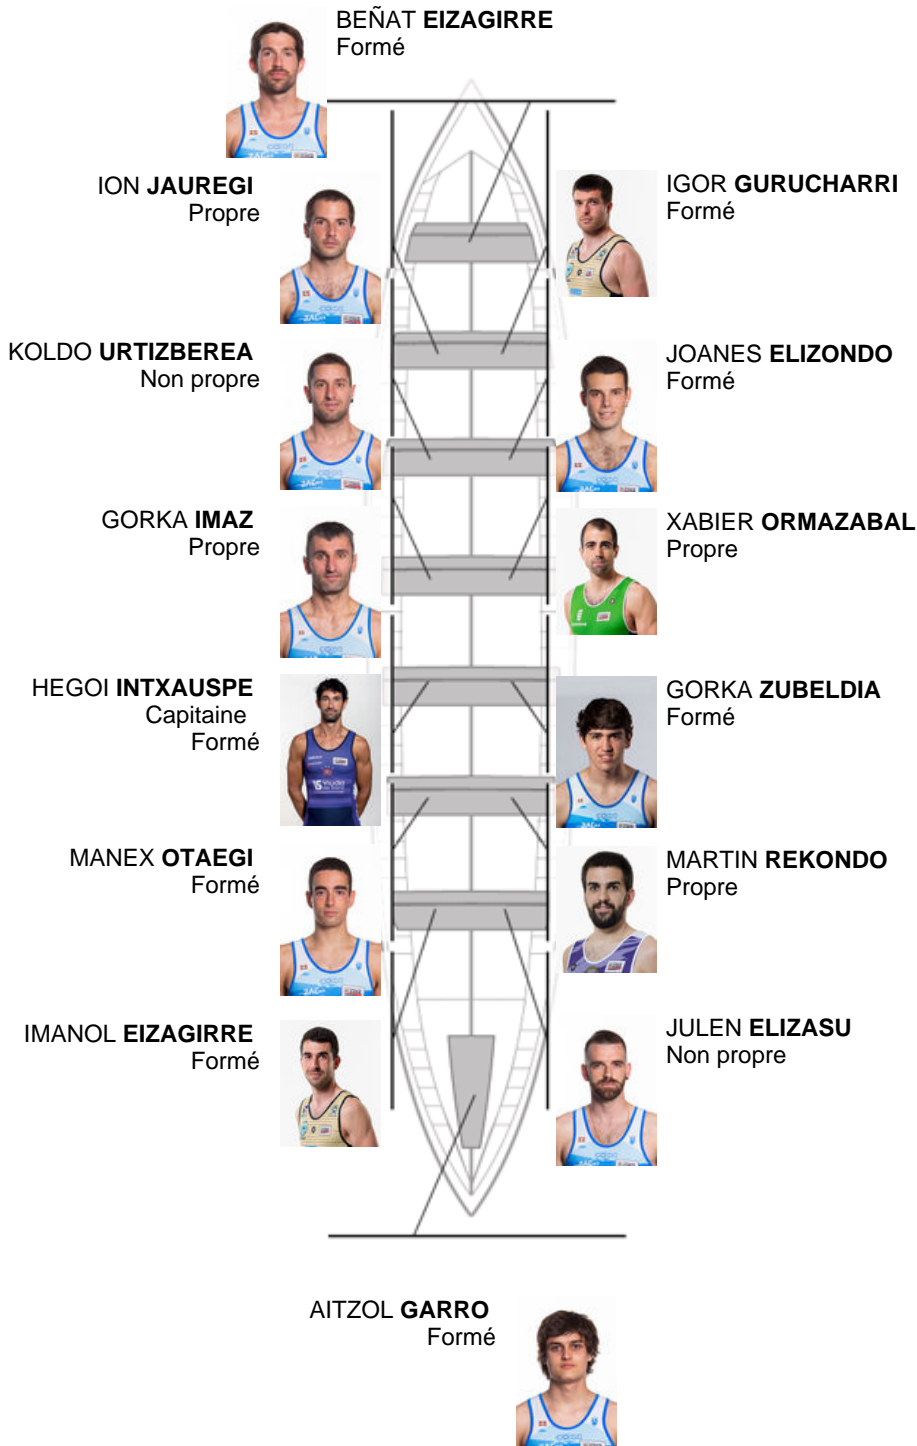 BEÑAT EIZAGIRRE
Formé
ION JAUREGI
Propre
IGOR GURUCHARRI
Formé
KOLDO URTIZBEREA
Non propre
JOANES ELIZONDO
Formé
GORKA IMAZ
Propre
XABIER ORMAZABAL
Propre
HEGOI INTXAUSPE
Capitaine
Formé
GORKA ZUBELDIA
Formé
MANEX OTAEGI
Formé
MARTIN REKONDO
Propre
IMANOL EIZAGIRRE
Formé
JULEN ELIZASU
Non propre
AITZOL GARRO
Formé